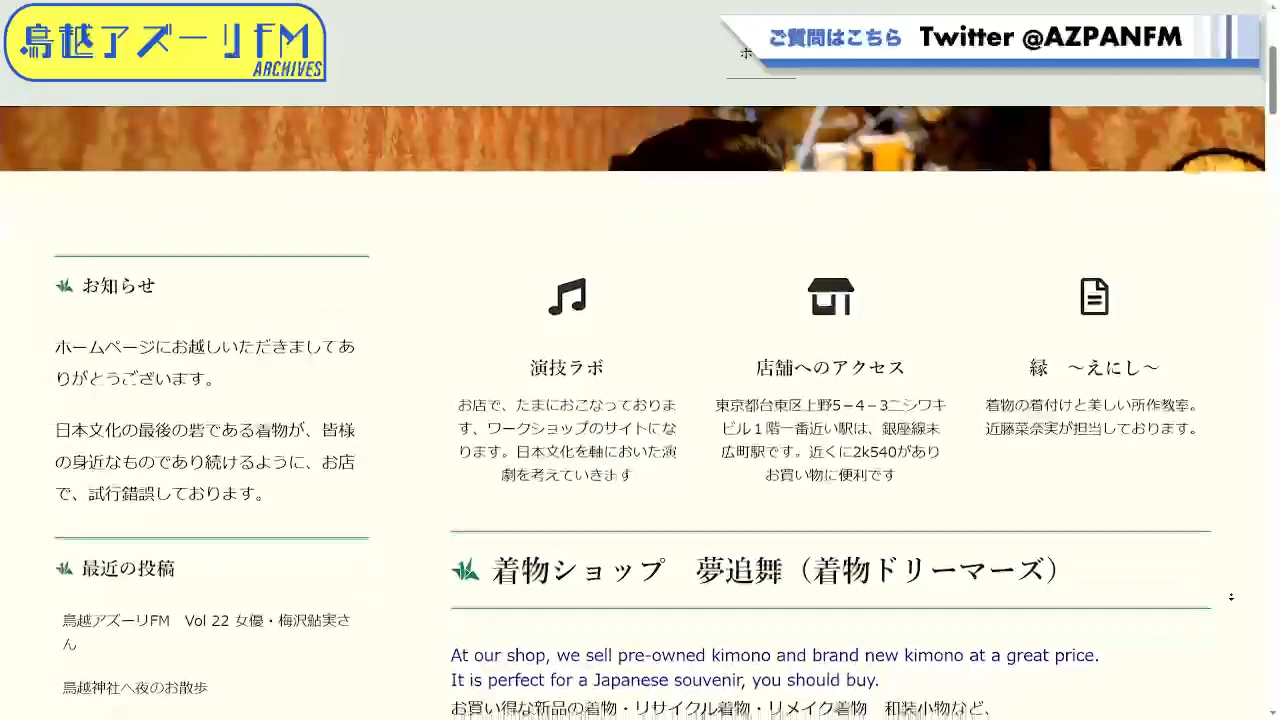 鳥越アズーリFM
ARCHIVES
ご質問はこちら Twitter @AZPANFM
ホ
お知らせ
ホームページにお越しいただきましてあ
りがとうございます。
日本文化の最後の砦である着物が、皆様
の身近なものであり続けるように、お店
で、試行錯誤しております。
最近の投稿
鳥越アズーリFM Vol 22 女優・梅沢鮎実さ
ん
鳥越神社へ夜のお散歩
演技ラボ
お店で、たまにおこなっておりま
す、ワークショップのサイトにな
ります。日本文化を軸においた演
劇を考えていきます
店舗へのアクセス
東京都台東区上野5−4−3ニシワキ
ビル１階一番近い駅は、銀座線末
広町駅です。近くに2k540があり
お買い物に便利です
縁 〜えにし〜
着物の着付けと美しい所作教室。
近藤菜奈実が担当しております。
着物ショップ 夢追舞（着物ドリーマーズ）
At our shop, we sell pre-owned kimono and brand new kimono at a great price.
It is perfect for a Japanese souvenir, you should buy.
お買い得な新品の着物・リサイクル着物・リメイク着物 和装小物など、